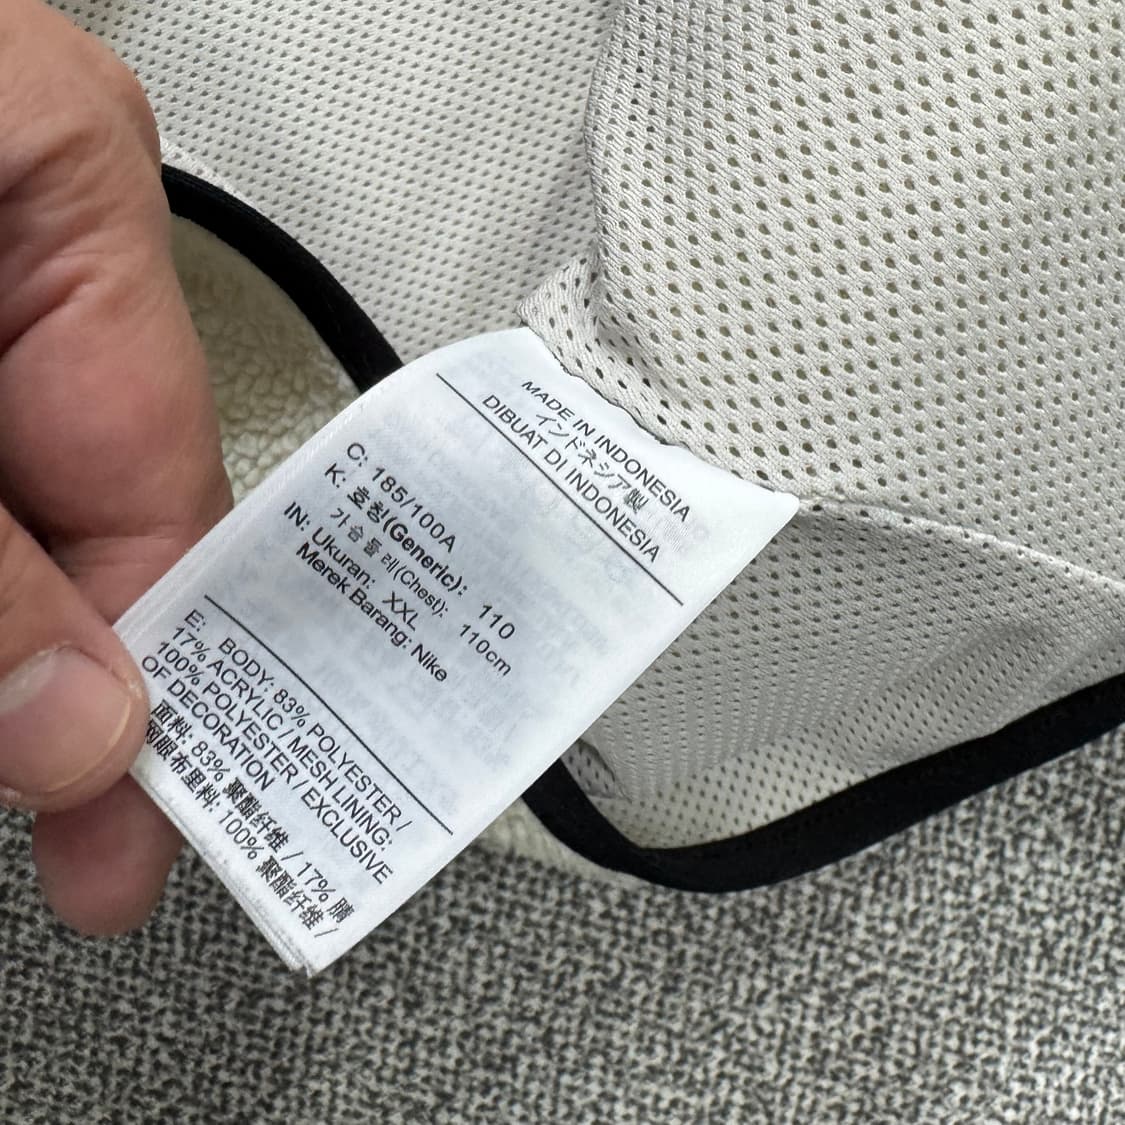 MADE IN INDONESIA
インドネシア製
DIBUAT DI INDONESIA
C: 185/100A
K: 호칭(Generic): 110
가슴둘레(Chest): 110cm
IN: Ukuran: XXL
Merek Barang: Nike
E: BODY: 83% POLYESTER /
17% ACRYLIC / MESH LINING:
100% POLYESTER / EXCLUSIVE
OF DECORATION
面料: 83% 聚酯纤维 / 17% 腈
网眼布里料: 100% 聚酯纤维 /